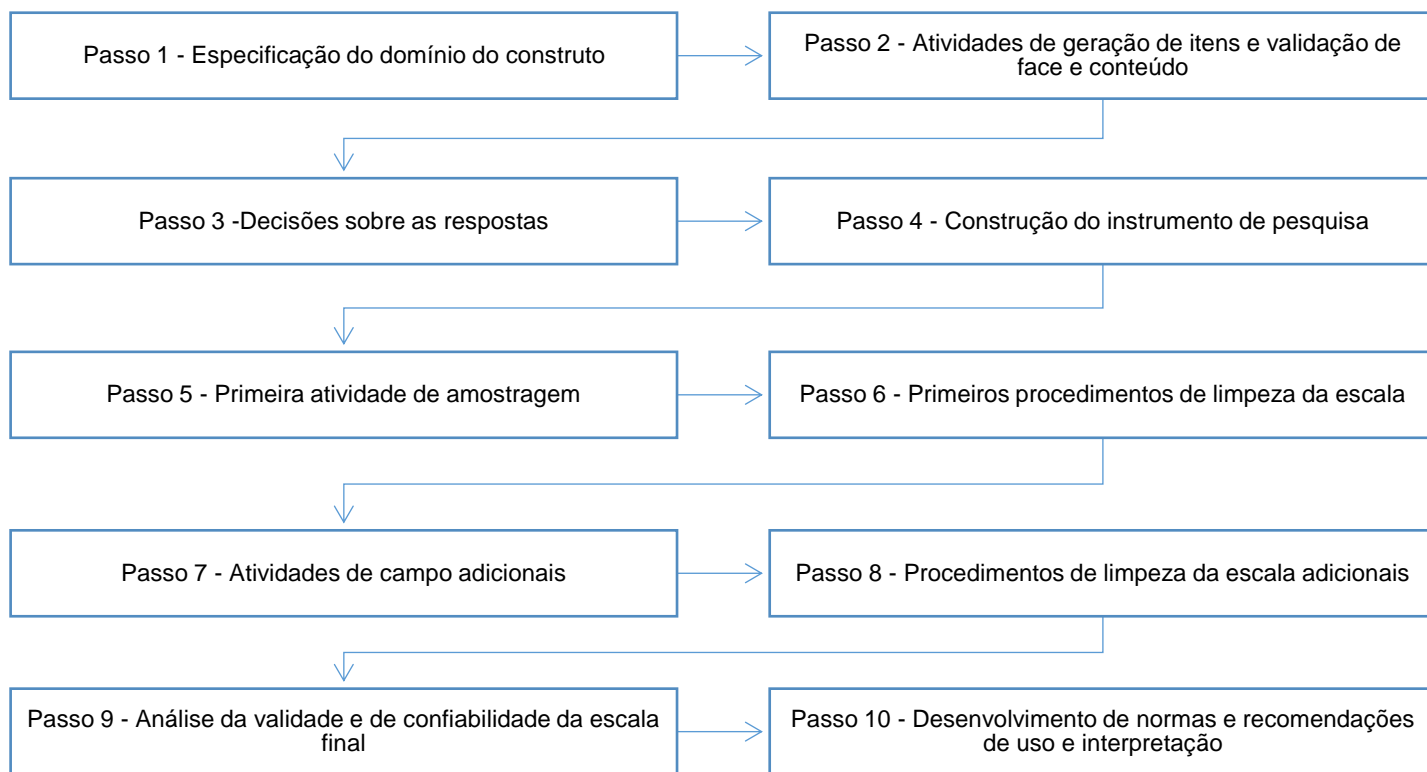 Passo 1 - Especificação do domínio do construto
Passo 2 - Atividades de geração de itens e validação de
face e conteúdo
Passo 3 -Decisões sobre as respostas
Passo 4 - Construção do instrumento de pesquisa
Passo 5 - Primeira atividade de amostragem
Passo 6 - Primeiros procedimentos de limpeza da escala
Passo 7 - Atividades de campo adicionais
Passo 8 - Procedimentos de limpeza da escala adicionais
Passo 9 - Análise da validade e de confiabilidade da escala
final
Passo 10 - Desenvolvimento de normas e recomendações
de uso e interpretação